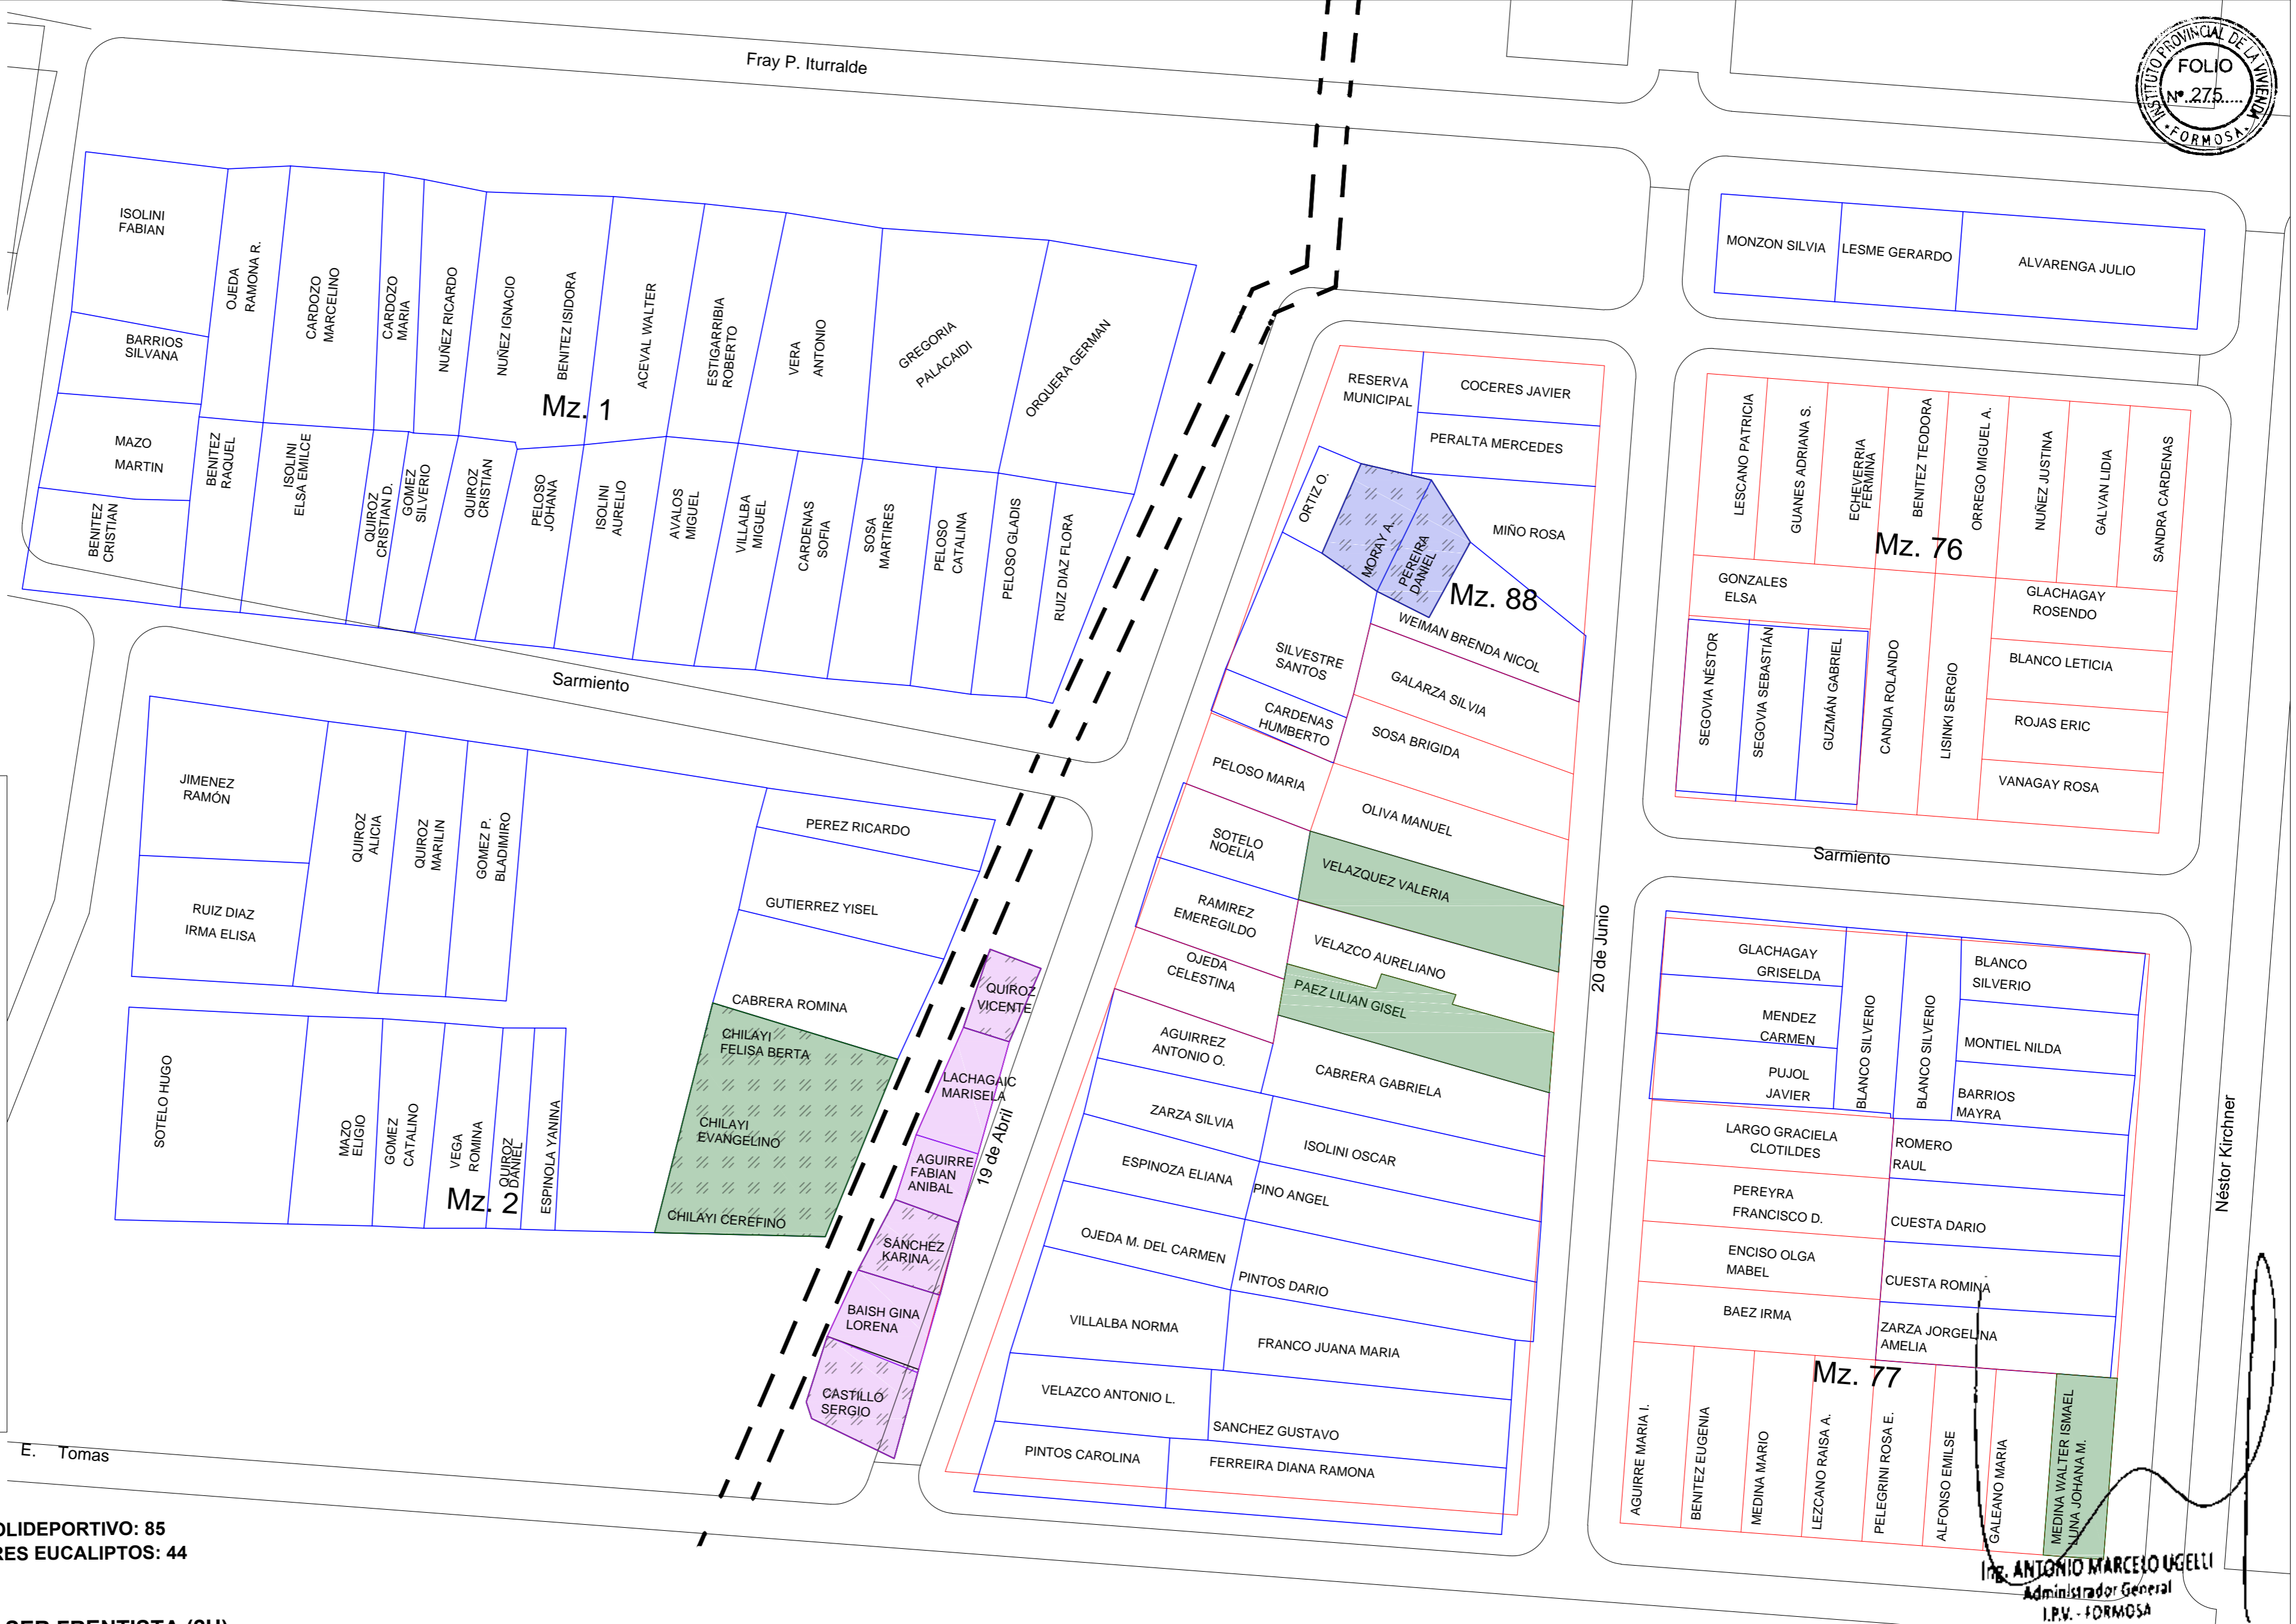 Fray P. Iturralde
INSTITUTO PROVINCIAL DE LA VIVIENDA
FOLIO
Nº 275
FORMOSA
ISOLINI
FABIAN
OJEDA
RAMONA R.
CARDOZO
MARCELINO
CARDOZO
MARIA
NUÑEZ RICARDO
NUÑEZ IGNACIO
BENITEZ ISIDORA
ACEVAL WALTER
ESTIGARRIBIA
ROBERTO
VERA
ANTONIO
GREGORIA
PALACAIDI
ORQUERA GERMAN
BARRIOS
SILVANA
Mz. 1
MAZO
MARTIN
BENITEZ
CRISTIAN
BENITEZ
RAQUEL
ISOLINI
ELSA EMILCE
QUIROZ
CRISTIAN D.
GOMEZ
SILVERIO
QUIROZ
CRISTIAN
PELOSO
JOHANA
ISOLINI
AURELIO
AVALOS
MIGUEL
VILLALBA
MIGUEL
CARDENAS
SOFIA
SOSA
MARTIRES
PELOSO
CATALINA
PELOSO GLADIS
RUIZ DIAZ FLORA
Sarmiento
JIMENEZ
RAMÓN
RUIZ DIAZ
IRMA ELISA
QUIROZ
ALICIA
QUIROZ
MARILIN
GOMEZ P.
BLADIMIRO
PEREZ RICARDO
GUTIERREZ YISEL
CABRERA ROMINA
CHILAYI
FELISA BERTA
CHILAYI
EVANGELINO
CHILAYI CEREFINO
SOTELO HUGO
MAZO
ELIGIO
GOMEZ
CATALINO
VEGA
ROMINA
QUIROZ
DANIEL
ESPINOLA YANINA
Mz. 2
QUIROZ
VICENTE
LACHAGAIC
MARISELA
AGUIRRE
FABIAN
ANIBAL
SÁNCHEZ
KARINA
BAISH GINA
LORENA
CASTILLO
SERGIO
19 de Abril
E. Tomas
RESERVA
MUNICIPAL
COCERES JAVIER
PERALTA MERCEDES
ORTIZ O.
MORAY A.
PEREIRA
DANIEL
MIÑO ROSA
Mz. 88
WEIMAN BRENDA NICOL
SILVESTRE
SANTOS
GALARZA SILVIA
CARDENAS
HUMBERTO
SOSA BRIGIDA
PELOSO MARIA
OLIVA MANUEL
SOTELO
NOELIA
VELAZQUEZ VALERIA
RAMIREZ
EMEREGILDO
VELAZCO AURELIANO
OJEDA
CELESTINA
PAEZ LILIAN GISEL
AGUIRREZ
ANTONIO O.
CABRERA GABRIELA
ZARZA SILVIA
ISOLINI OSCAR
ESPINOZA ELIANA
PINO ANGEL
OJEDA M. DEL CARMEN
PINTOS DARIO
VILLALBA NORMA
FRANCO JUANA MARIA
VELAZCO ANTONIO L.
SANCHEZ GUSTAVO
PINTOS CAROLINA
FERREIRA DIANA RAMONA
20 de Junio
MONZON SILVIA
LESME GERARDO
ALVARENGA JULIO
LESCANO PATRICIA
GUANES ADRIANA S.
ECHEVERRIA
FERMINA
BENITEZ TEODORA
ORREGO MIGUEL A.
NUÑEZ JUSTINA
GALVAN LIDIA
SANDRA CARDENAS
Mz. 76
GONZALES
ELSA
SEGOVIA NÉSTOR
SEGOVIA SEBASTIÁN
GUZMÁN GABRIEL
CANDIA ROLANDO
LISINKI SERGIO
GLACHAGAY
ROSENDO
BLANCO LETICIA
ROJAS ERIC
VANAGAY ROSA
Sarmiento
GLACHAGAY
GRISELDA
MENDEZ
CARMEN
PUJOL
JAVIER
BLANCO SILVERIO
BLANCO SILVERIO
BLANCO
SILVERIO
MONTIEL NILDA
BARRIOS
MAYRA
LARGO GRACIELA
CLOTILDES
ROMERO
RAUL
PEREYRA
FRANCISCO D.
CUESTA DARIO
ENCISO OLGA
MABEL
CUESTA ROMINA
BAEZ IRMA
ZARZA JORGELINA
AMELIA
Mz. 77
AGUIRRE MARIA I.
BENITEZ EUGENIA
MEDINA MARIO
LEZCANO RAISA A.
PELEGRINI ROSA E.
ALFONSO EMILSE
GALEANO MARIA
MEDINA WALTER ISMAEL
LUNA JOHANA M.
Néstor Kirchner
OLIDEPORTIVO: 85
RES EUCALIPTOS: 44
SER FRENTISTA (2H)
Ing. ANTONIO MARCELO UGELLI
Administrador General
I.P.V. - FORMOSA